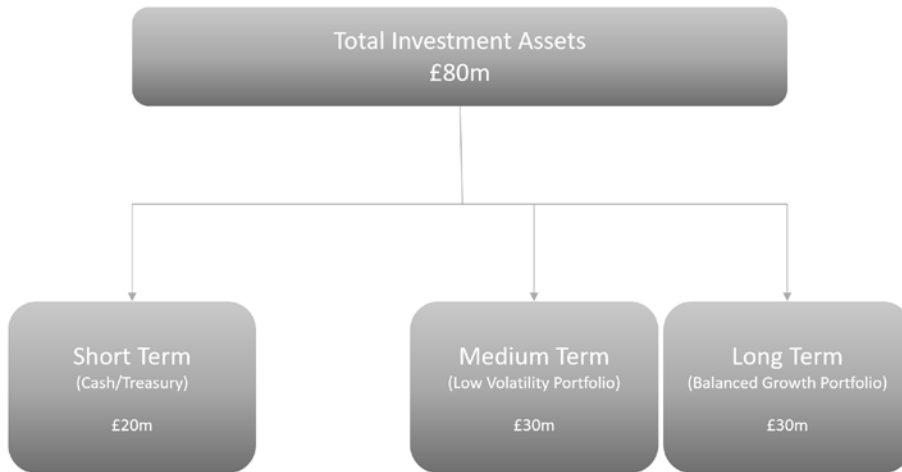 Total Investment Assets
£80m
Short Term
(Cash/Treasury)
£20m
Medium Term
(Low Volatility Portfolio)
£30m
Long Term
(Balanced Growth Portfolio)
£30m